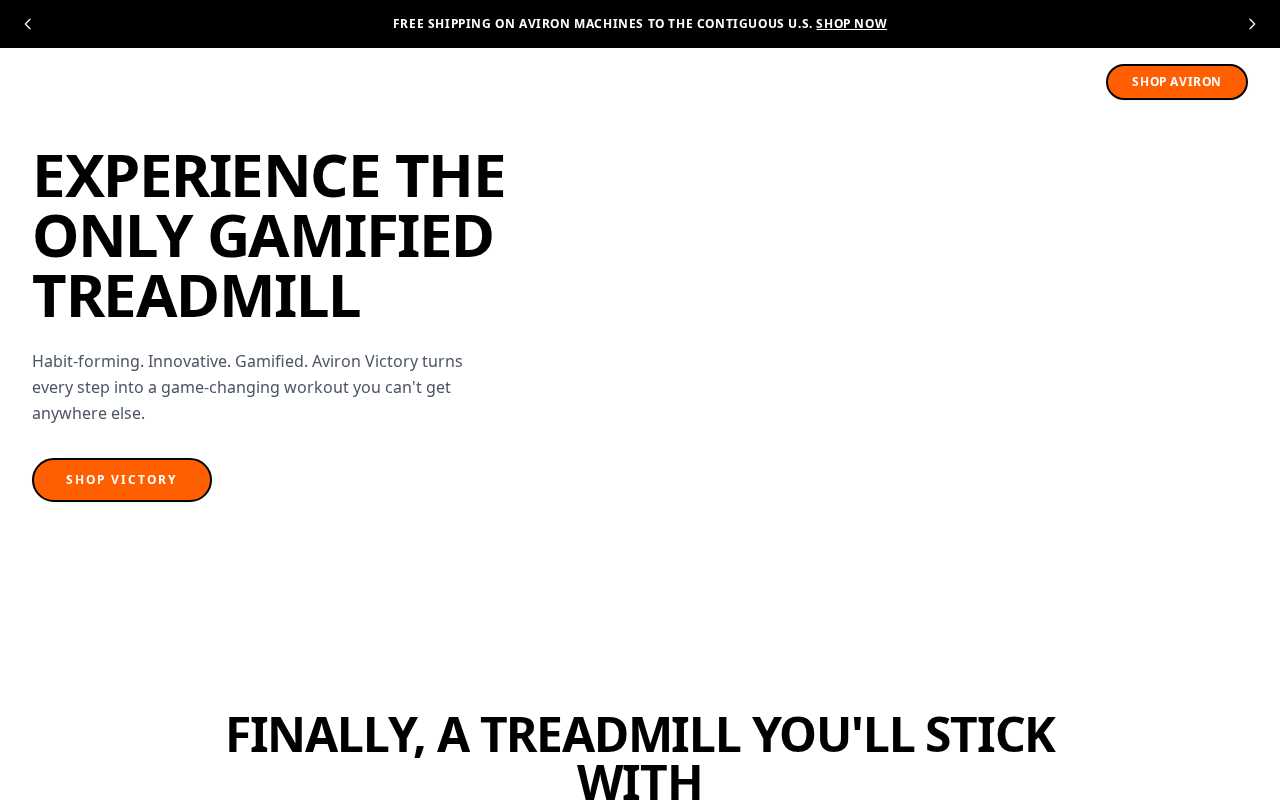 FREE SHIPPING ON AVIRON MACHINES TO THE CONTIGUOUS U.S. SHOP NOW
SHOP AVIRON
EXPERIENCE THE
ONLY GAMIFIED
TREADMILL
Habit-forming. Innovative. Gamified. Aviron Victory turns
every step into a game-changing workout you can't get
anywhere else.
SHOP VICTORY
FINALLY, A TREADMILL YOU'LL STICK
WITH